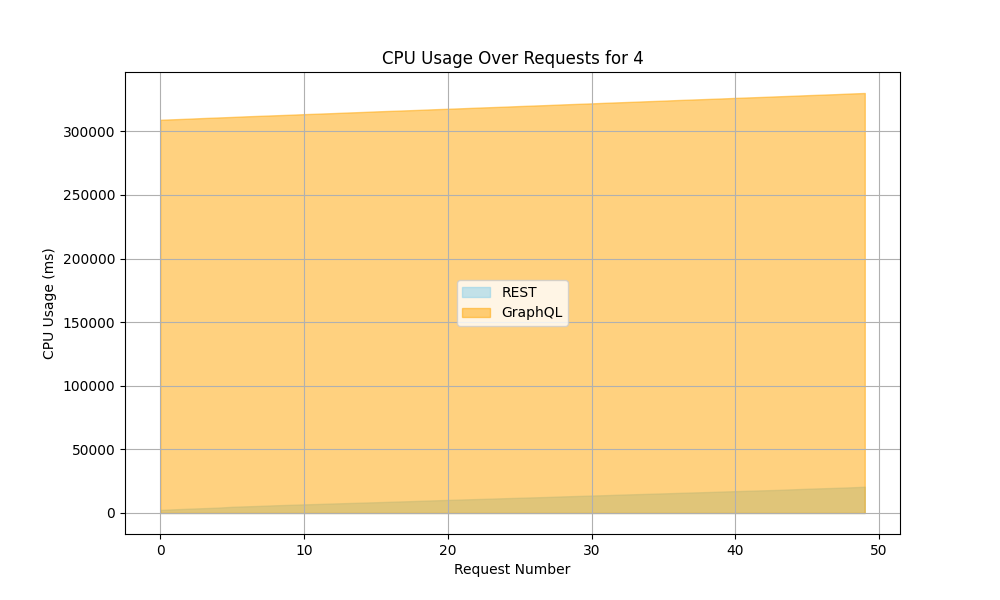 CPU Usage Over Requests for 4
CPU Usage (ms)
300000
250000
200000
150000
100000
50000
0
REST
GraphQL
0 10 20 30 40 50
Request Number